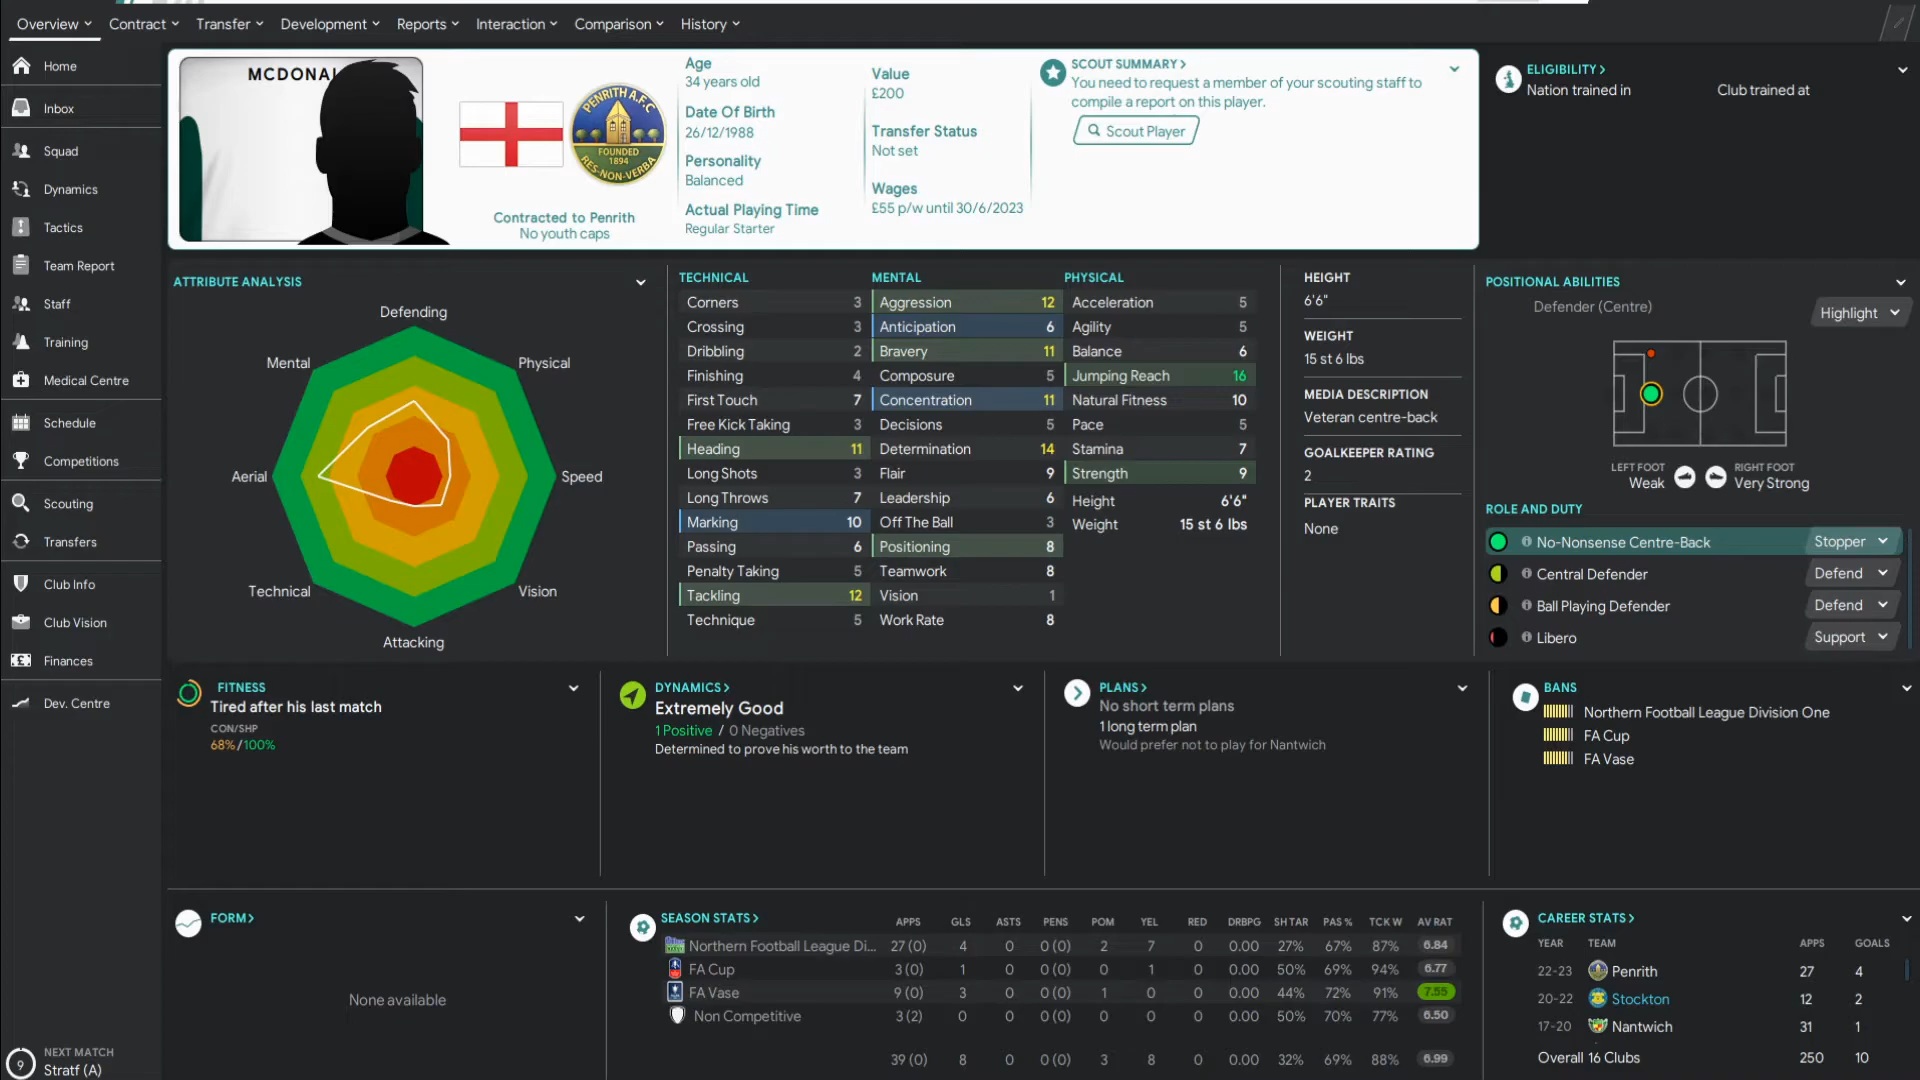 Overview
Contract
Transfer
Development
Reports
Interaction
Comparison
History
Home
Inbox
Squad
Dynamics
Tactics
Team Report
Staff
Training
Medical Centre
Schedule
Competitions
Scouting
Transfers
Club Info
Club Vision
Finances
Dev. Centre
NEXT MATCH
9
Stratf (A)
PENRITH A.F.C
FOUNDED
1894
RES-NON-VERBA
Contracted to Penrith
No youth caps
Age
34 years old
Date Of Birth
26/12/1988
Personality
Balanced
Actual Playing Time
Regular Starter
Value
£200
Transfer Status
Not set
Wages
£55 p/w until 30/6/2023
SCOUT SUMMARY>
You need to request a member of your scouting staff to
compile a report on this player.
Scout Player
ELIGIBILITY>
Nation trained in Club trained at
ATTRIBUTE ANALYSIS
Defending
Mental Physical
Aerial Speed
Technical Vision
Attacking
TECHNICAL
Corners 3
Crossing 3
Dribbling 2
Finishing 4
First Touch 7
Free Kick Taking 3
Heading 11
Long Shots 3
Long Throws 7
Marking 10
Passing 6
Penalty Taking 5
Tackling 12
Technique 5
MENTAL
Aggression 12
Anticipation 6
Bravery 11
Composure 5
Concentration 11
Decisions 5
Determination 14
Flair 9
Leadership 6
Off The Ball 3
Positioning 8
Teamwork 8
Vision 1
Work Rate 8
PHYSICAL
Acceleration 5
Agility 5
Balance 6
Jumping Reach 16
Natural Fitness 10
Pace 5
Stamina 7
Strength 9
Height 6'6"
Weight 15 st 6 lbs
HEIGHT
6'6"
WEIGHT
15 st 6 lbs
MEDIA DESCRIPTION
Veteran centre-back
GOALKEEPER RATING
2
PLAYER TRAITS
None
POSITIONAL ABILITIES
Defender (Centre)
Highlight
LEFT FOOT
Weak
RIGHT FOOT
Very Strong
ROLE AND DUTY
No-Nonsense Centre-Back Stopper
Central Defender Defend
Ball Playing Defender Defend
Libero Support
FITNESS
Tired after his last match
CON/SHP
68%/100%
DYNAMICS>
Extremely Good
1 Positive / 0 Negatives
Determined to prove his worth to the team
PLANS>
No short term plans
1 long term plan
Would prefer not to play for Nantwich
BANS
Northern Football League Division One
FA Cup
FA Vase
FORM>
None available
SEASON STATS> APPS GLS ASTS PENS POM YEL RED DRBPG SH TAR PAS % TCK W AV RAT
Northern Football League Di... 27 (0) 4 0 0 (0) 2 7 0 0.00 27% 67% 87% 6.84
FA Cup 3 (0) 1 0 0 (0) 0 1 0 0.00 50% 69% 94% 6.77
FA Vase 9 (0) 3 0 0 (0) 1 0 0 0.00 44% 72% 91% 7.55
Non Competitive 3 (2) 0 0 0 (0) 0 0 0 0.00 50% 70% 77% 6.50
39 (0) 8 0 0 (0) 3 8 0 0.00 32% 69% 88% 6.99
CAREER STATS>
YEAR TEAM APPS GOALS
22-23 Penrith 27 4
20-22 Stockton 12 2
17-20 Nantwich 31 1
Overall 16 Clubs 250 10